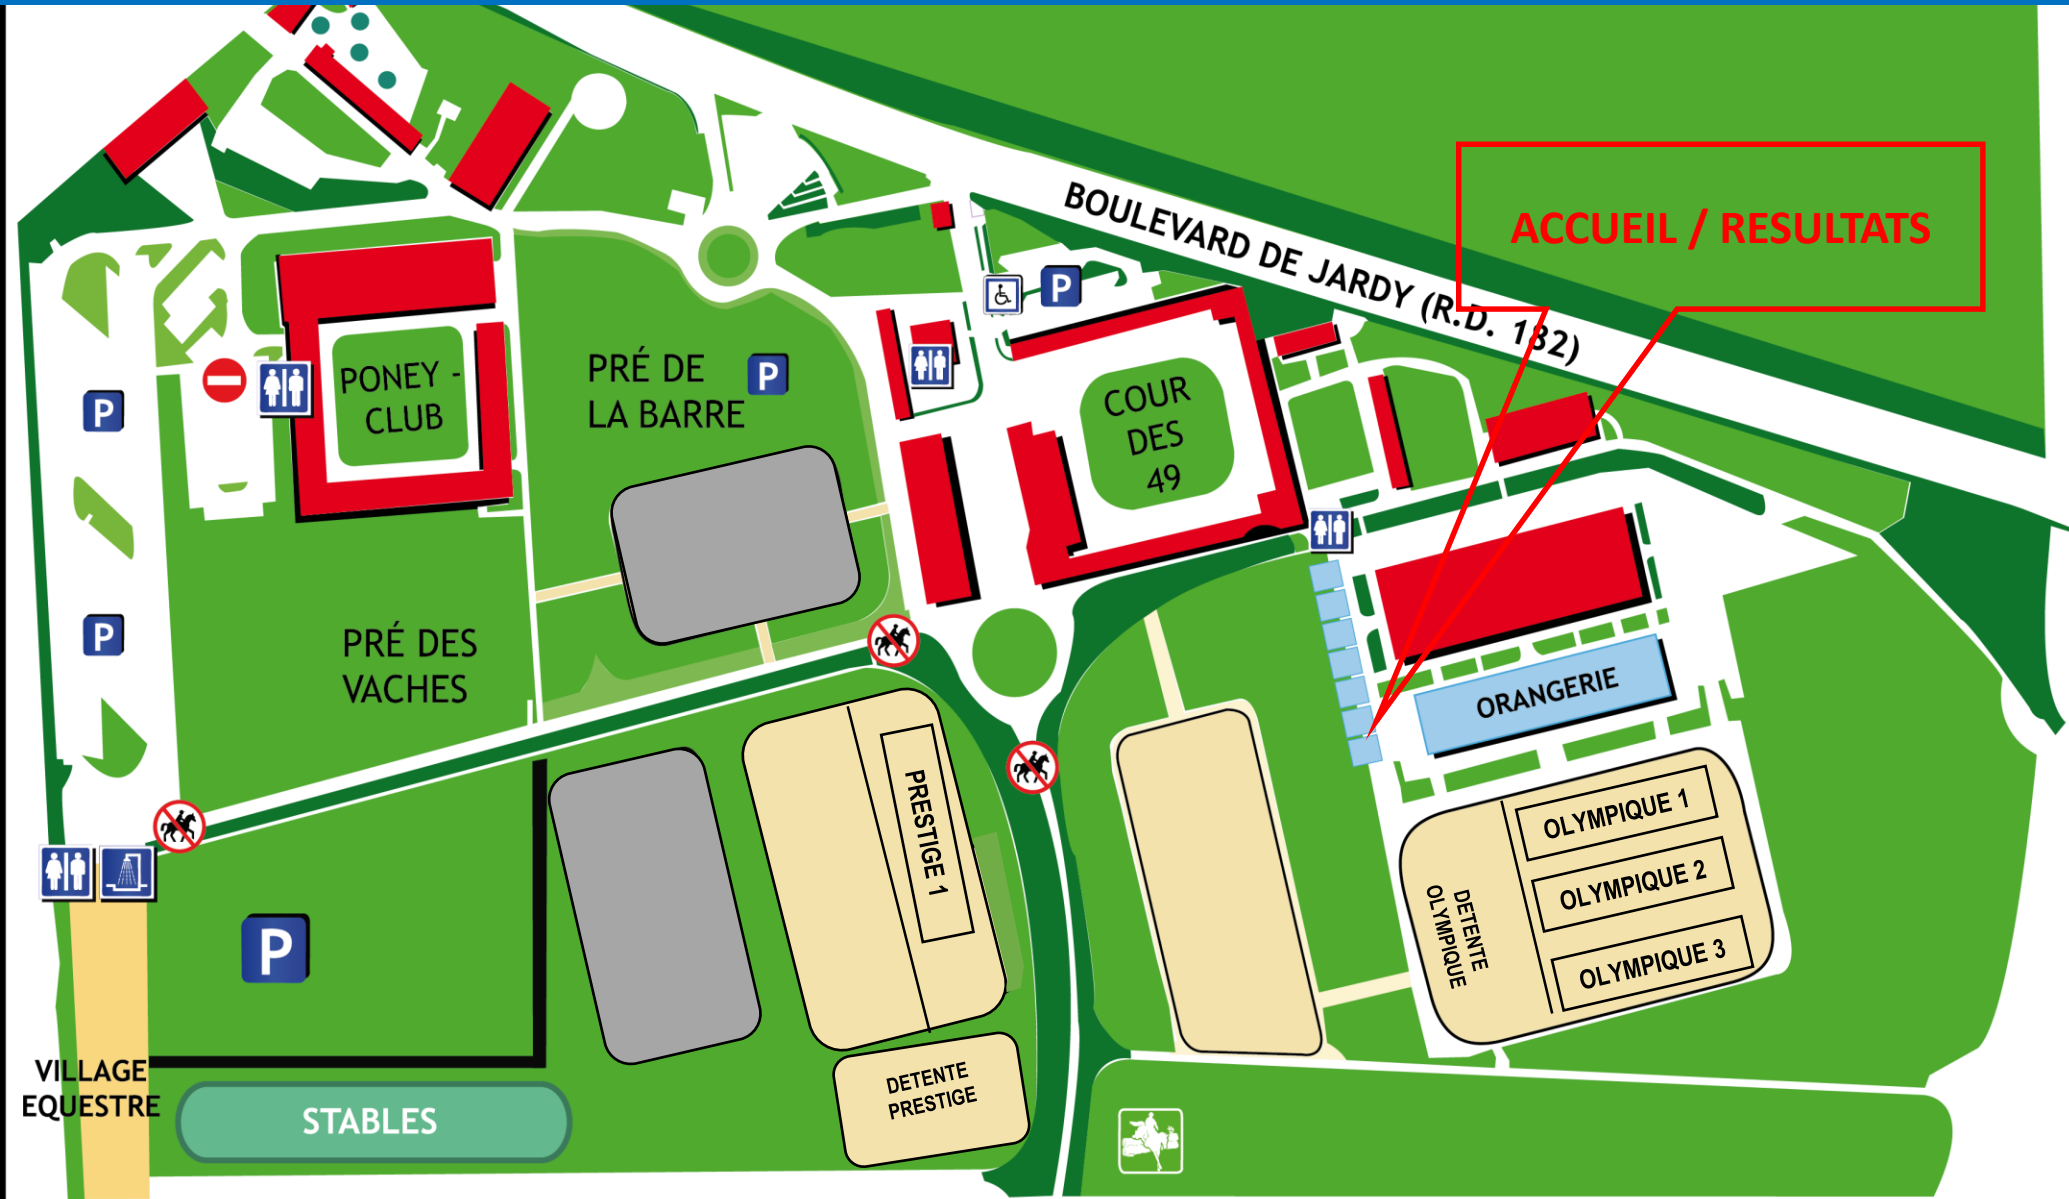 BOULEVARD DE JARDY (R.D. 182)
ACCUEIL / RESULTATS
P
PONEY -
CLUB
PRÉ DE
LA BARRE
P
P
COUR
DES
49
P
PRÉ DES
VACHES
ORANGERIE
PRESTIGE 1
OLYMPIQUE 1
OLYMPIQUE 2
OLYMPIQUE 3
DETENTE
OLYMPIQUE
P
VILLAGE
EQUESTRE
STABLES
DETENTE
PRESTIGE